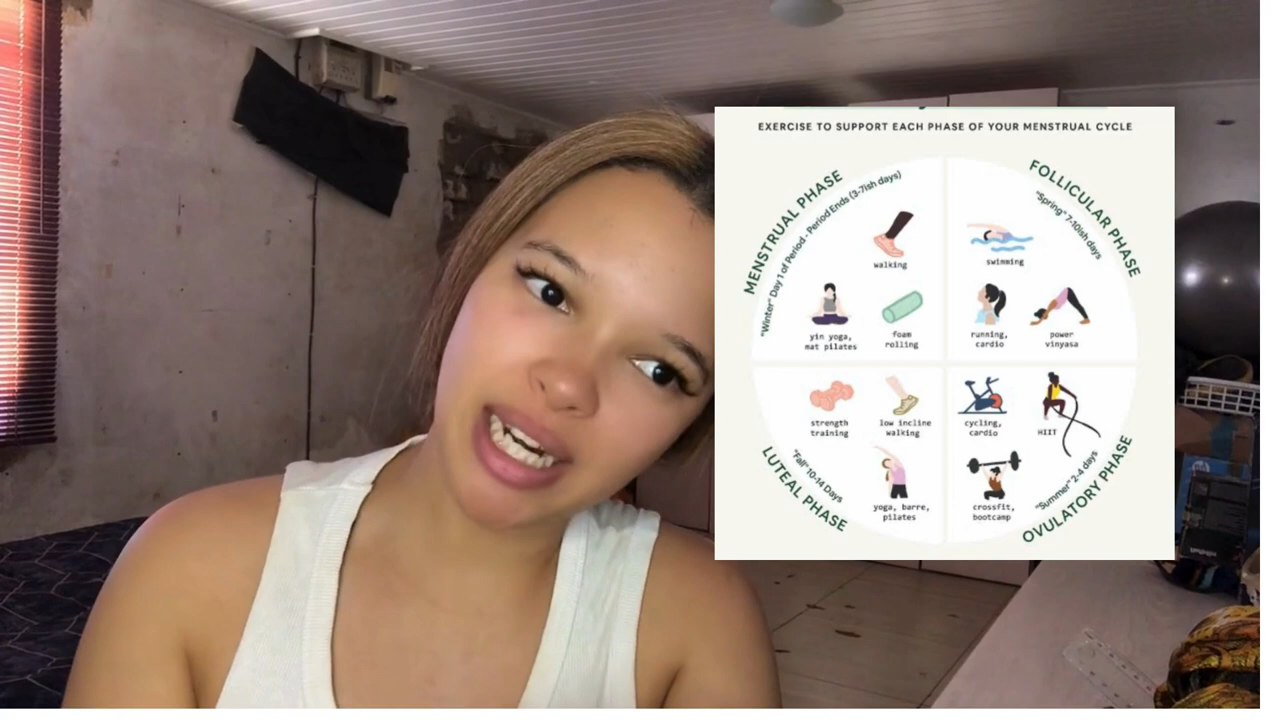 EXERCISE TO SUPPORT EACH PHASE OF YOUR MENSTRUAL CYCLE
MENSTRUAL PHASE
"Winter" Day 1 of Period - Period Ends (3-7ish days)
walking
yin yoga,
mat pilates
foam
rolling
FOLLICULAR PHASE
"Spring" 7-10ish days
swimming
running,
cardio
power
vinyasa
LUTEAL PHASE
"Fall" 10-14 Days
strength
training
low incline
walking
yoga, barre,
pilates
OVULATORY PHASE
"Summer" 2-4 days
cycling,
cardio
HIIT
crossfit,
bootcamp